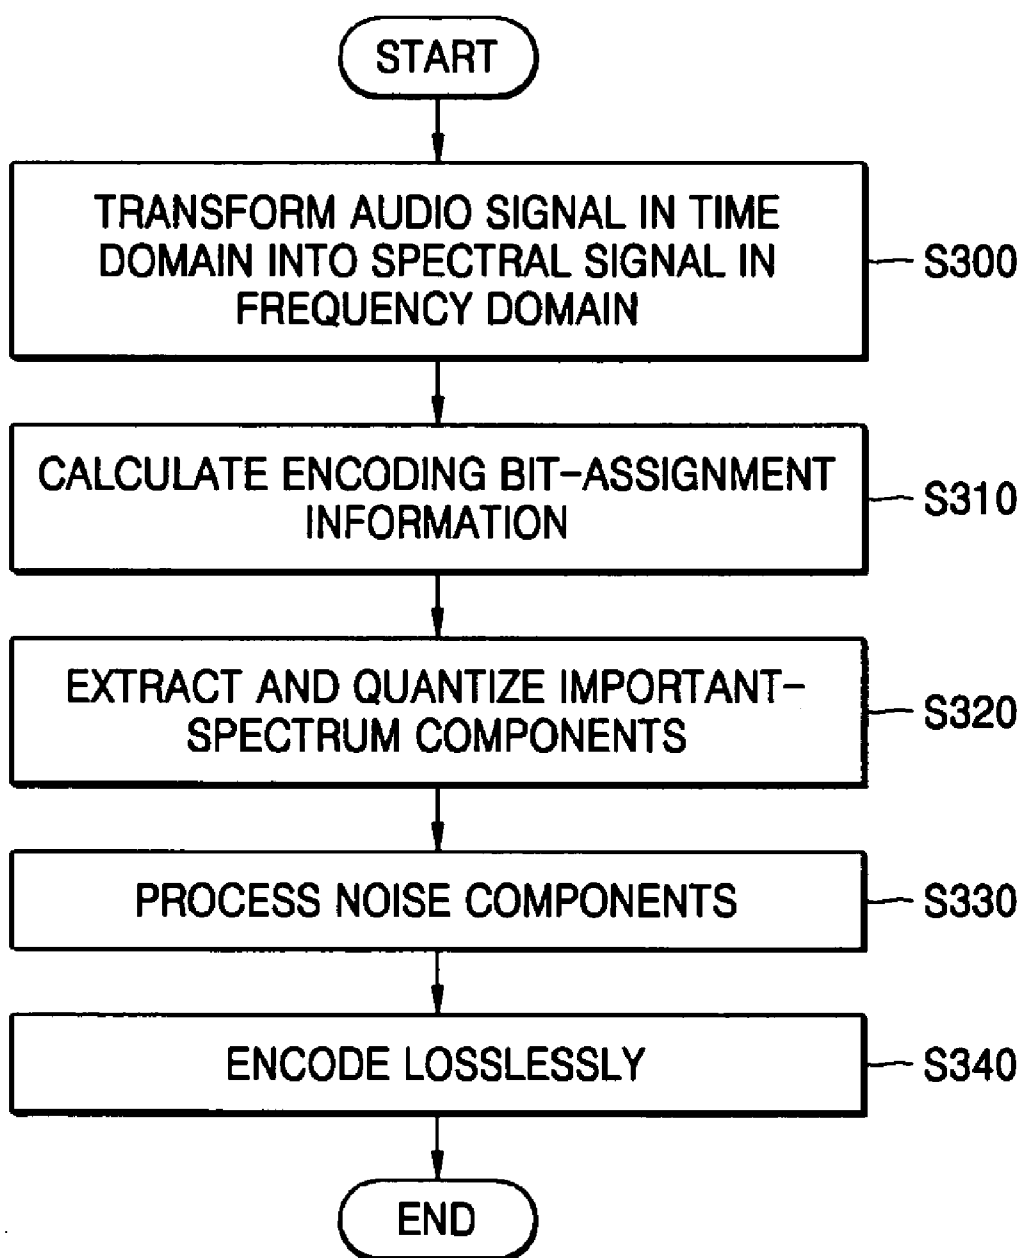 START
TRANSFORM AUDIO SIGNAL IN TIME
DOMAIN INTO SPECTRAL SIGNAL IN
FREQUENCY DOMAIN
S300
CALCULATE ENCODING BIT-ASSIGNMENT
INFORMATION
S310
EXTRACT AND QUANTIZE IMPORTANT-
SPECTRUM COMPONENTS
S320
PROCESS NOISE COMPONENTS
S330
ENCODE LOSSLESSLY
S340
END